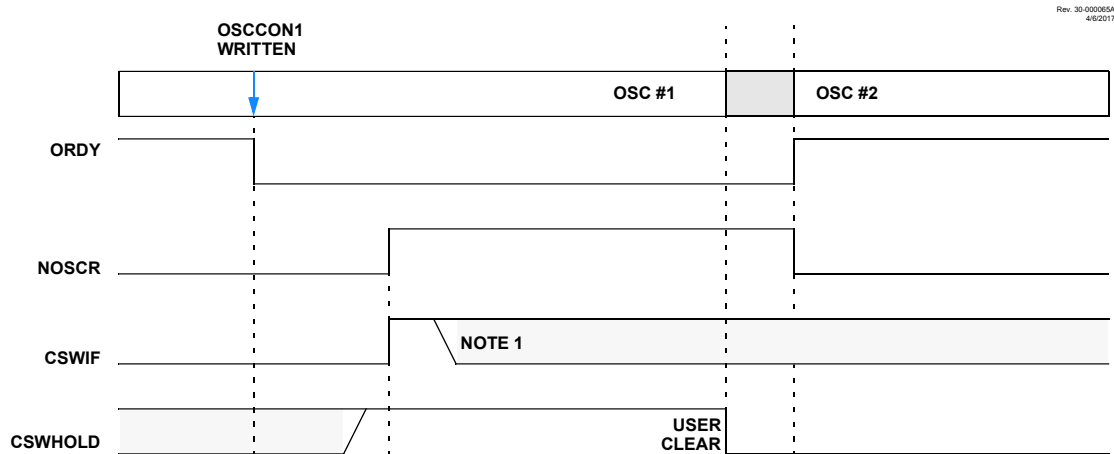 Rev. 30-000065A
4/6/2017
OSCCON1
WRITTEN
OSC #1
OSC #2
ORDY
NOSCR
CSWIF
NOTE 1
CSWHOLD
USER
CLEAR